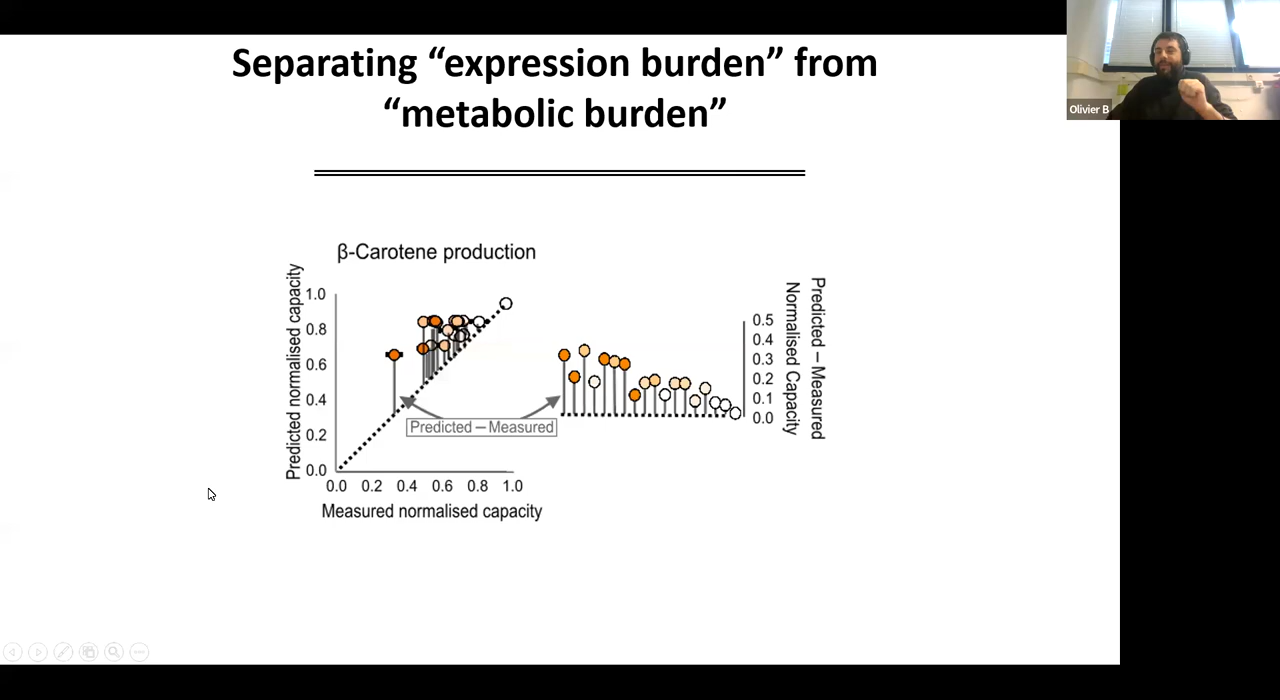 Separating “expression burden” from
“metabolic burden”
Olivier B
β-Carotene production
Predicted normalised capacity
1.0
0.8
0.6
0.4
0.2
0.0
0.0 0.2 0.4 0.6 0.8 1.0
Measured normalised capacity
Predicted – Measured
0.5
0.4
0.3
0.2
0.1
0.0
Predicted – Measured
Normalised Capacity